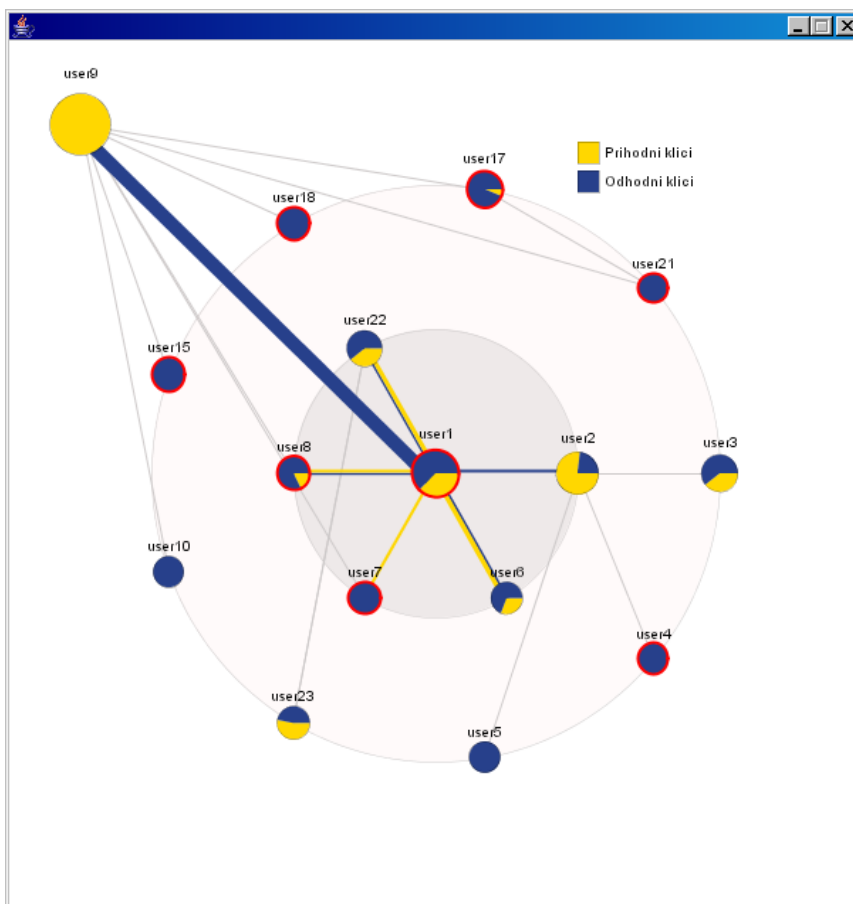 user9
user17
Prihodni klici
Odhodni klici
user18
user21
user22
user15
user1
user2
user3
user8
user10
user7
user6
user4
user23
user5